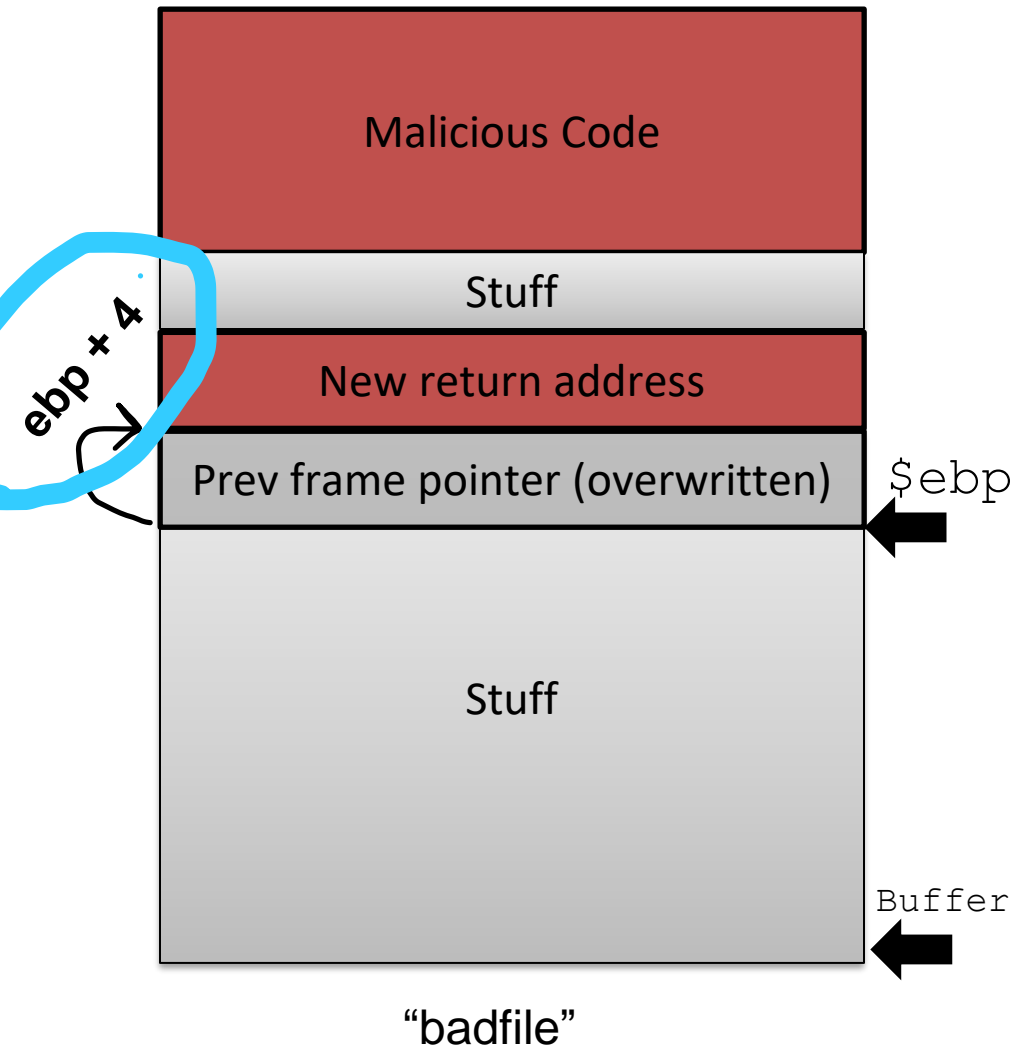 Malicious Code
Stuff
ebp + 4
New return address
Prev frame pointer (overwritten)
$ebp
Stuff
Buffer
“badfile”